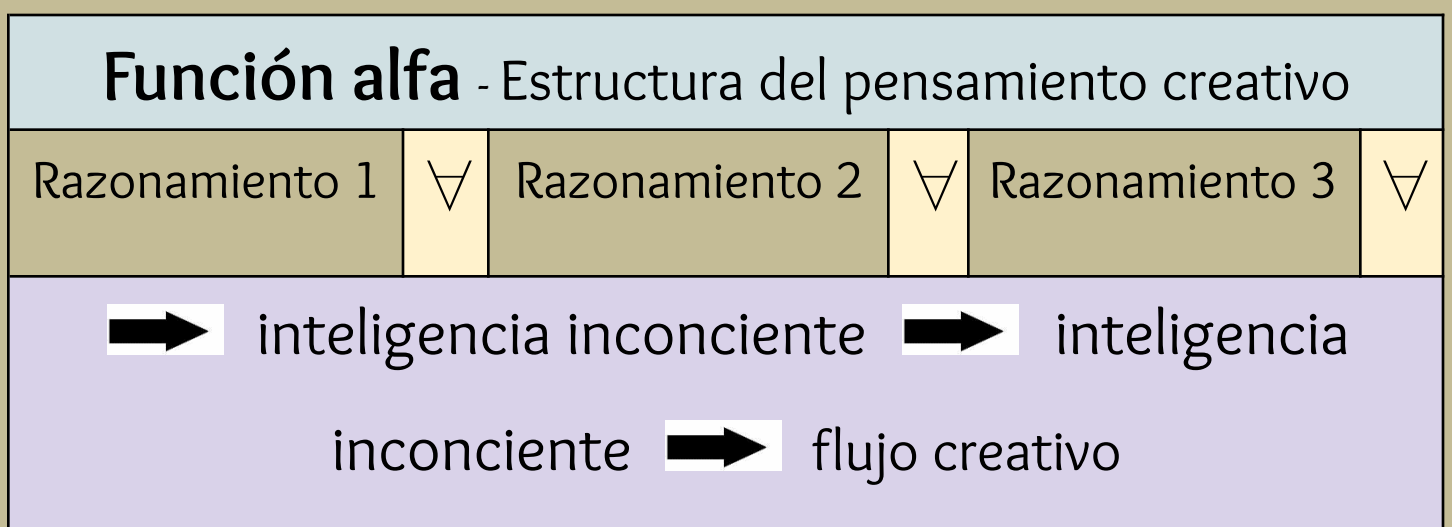 Función alfa - Estructura del pensamiento creativo
Razonamiento 1 ∀ Razonamiento 2 ∀ Razonamiento 3 ∀
inteligencia inconciente inteligencia
inconciente flujo creativo